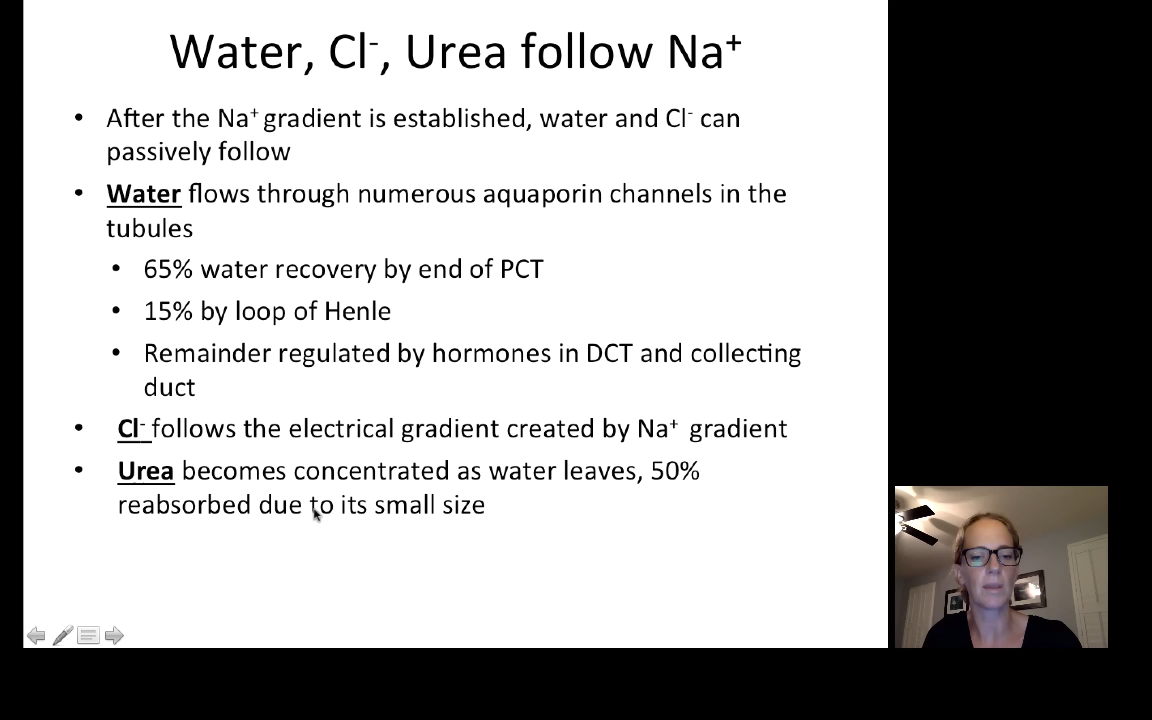 Water, Cl⁻, Urea follow Na⁺
• After the Na⁺ gradient is established, water and Cl⁻ can
passively follow
• Water flows through numerous aquaporin channels in the
tubules
• 65% water recovery by end of PCT
• 15% by loop of Henle
• Remainder regulated by hormones in DCT and collecting
duct
• Cl⁻ follows the electrical gradient created by Na⁺ gradient
• Urea becomes concentrated as water leaves, 50%
reabsorbed due to its small size